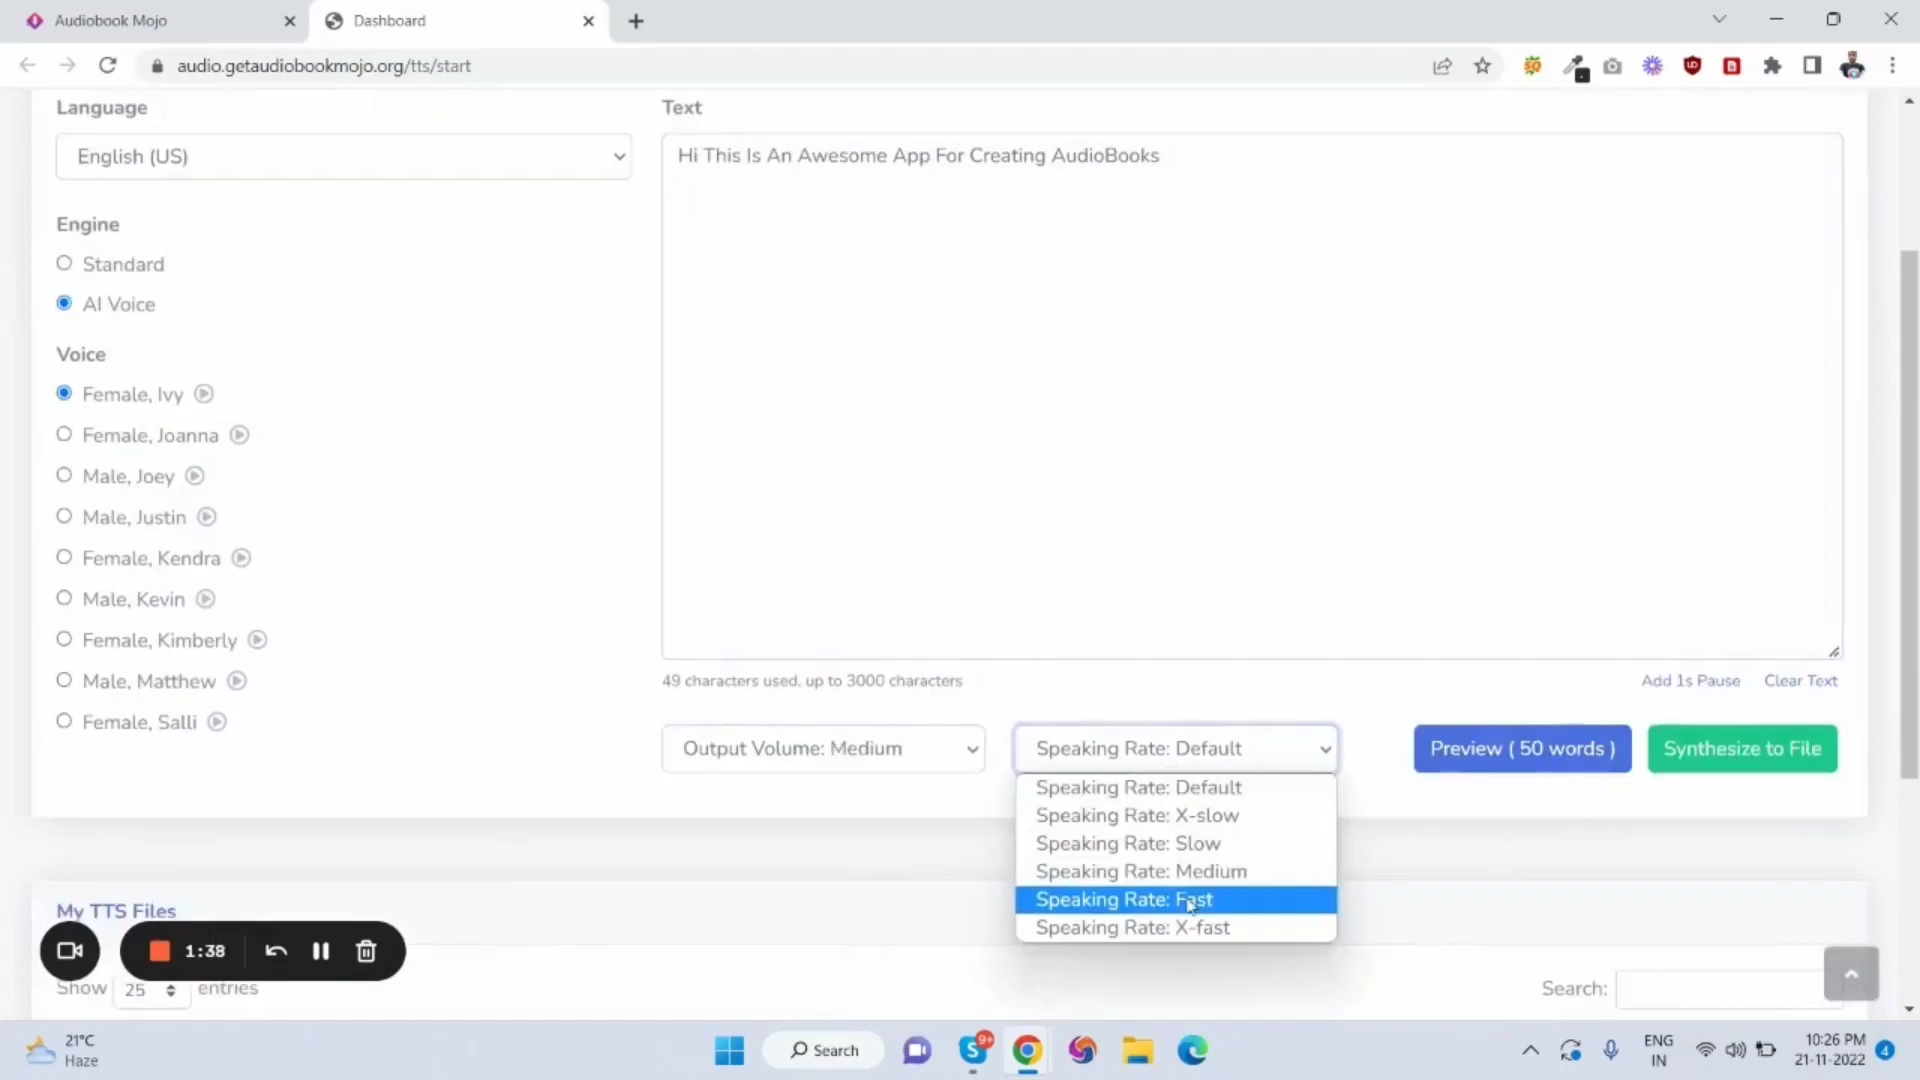 Audiobook Mojo
Dashboard
audio.getaudiobookmojo.org/tts/start
Language
Text
English (US)
Hi This Is An Awesome App For Creating AudioBooks
Engine
Standard
AI Voice
Voice
Female, Ivy
Female, Joanna
Male, Joey
Male, Justin
Female, Kendra
Male, Kevin
Female, Kimberly
Male, Matthew
Female, Salli
49 characters used, up to 3000 characters
Add 1s Pause
Clear Text
Output Volume: Medium
Speaking Rate: Default
Preview ( 50 words )
Synthesize to File
Speaking Rate: Default
Speaking Rate: X-slow
Speaking Rate: Slow
Speaking Rate: Medium
Speaking Rate: Fast
Speaking Rate: X-fast
My TTS Files
1:38
Show 25 entries
Search:
21°C
Haze
Search
9+
ENG
IN
10:26 PM
21-11-2022
4